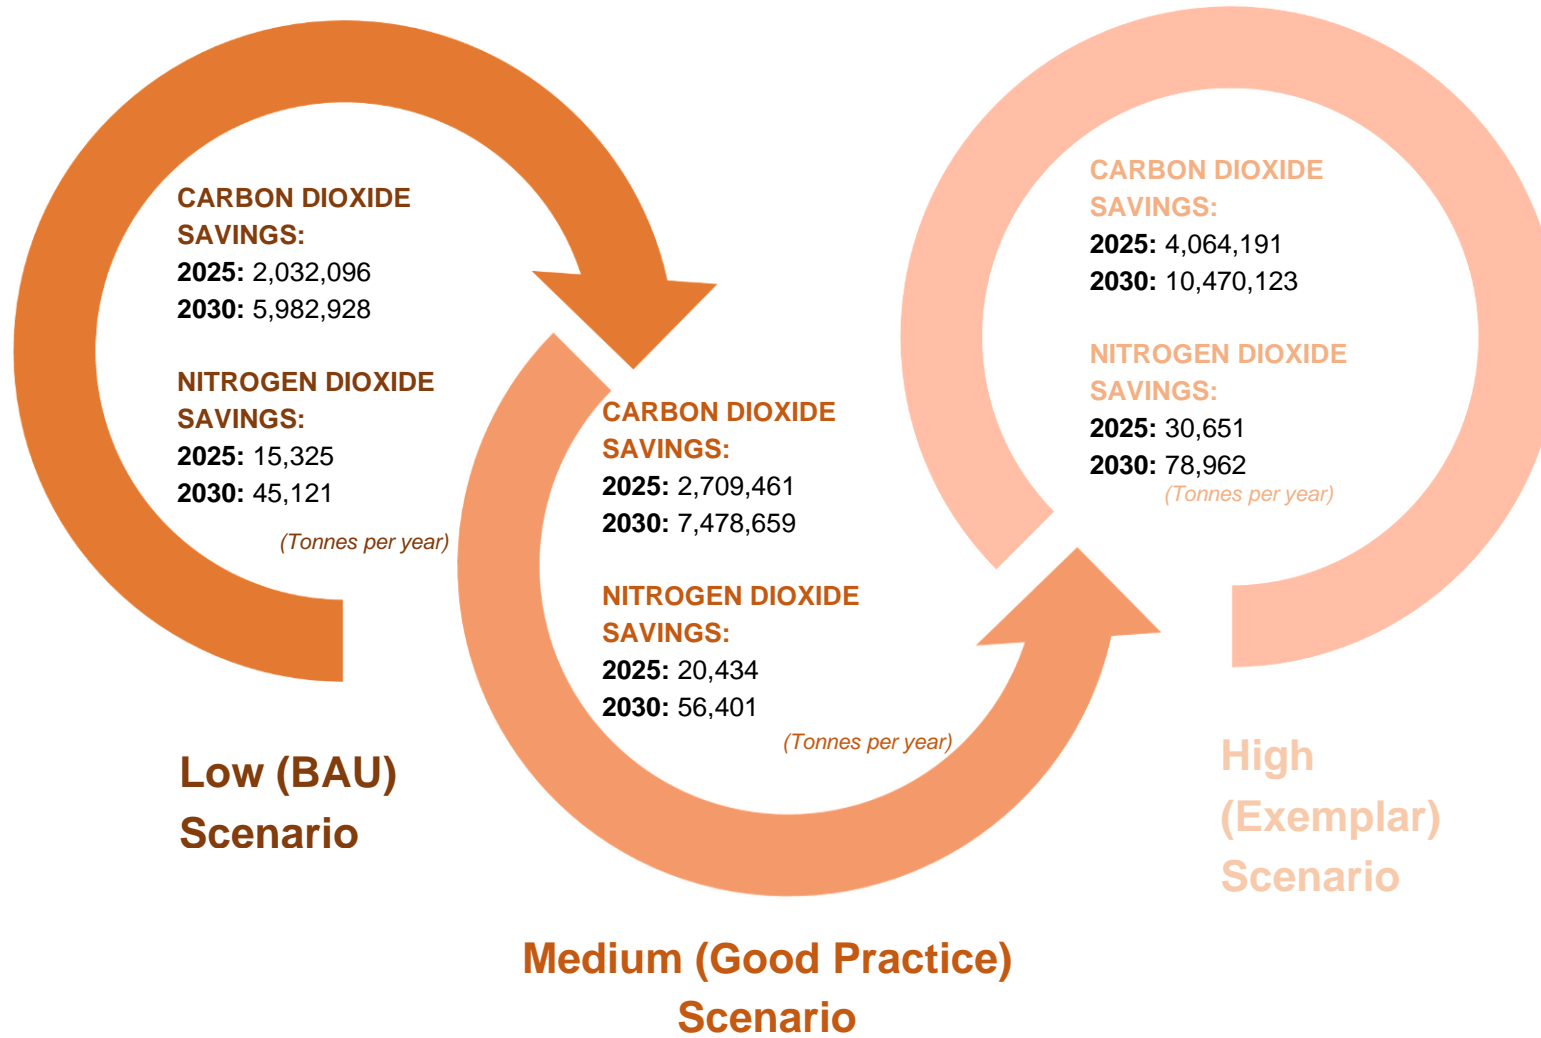 CARBON DIOXIDE
SAVINGS:
2025: 2,032,096
2030: 5,982,928
NITROGEN DIOXIDE
SAVINGS:
2025: 15,325
2030: 45,121
(Tonnes per year)
Low (BAU)
Scenario
CARBON DIOXIDE
SAVINGS:
2025: 2,709,461
2030: 7,478,659
NITROGEN DIOXIDE
SAVINGS:
2025: 20,434
2030: 56,401
(Tonnes per year)
Medium (Good Practice)
Scenario
CARBON DIOXIDE
SAVINGS:
2025: 4,064,191
2030: 10,470,123
NITROGEN DIOXIDE
SAVINGS:
2025: 30,651
2030: 78,962
(Tonnes per year)
High
(Exemplar)
Scenario